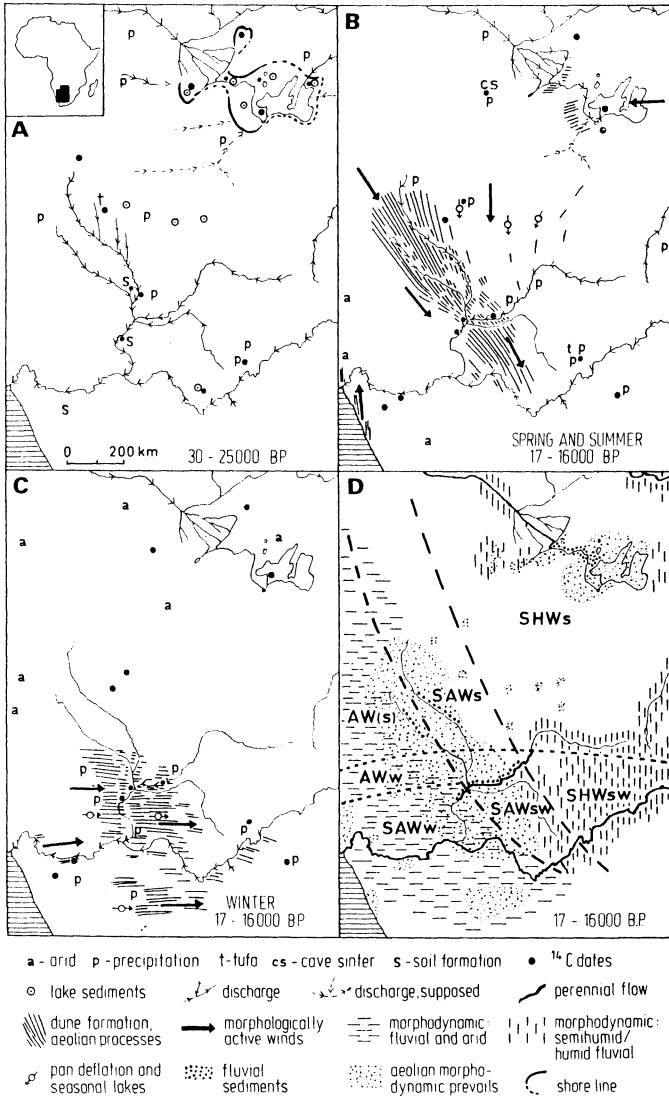 A
p
p
p
p
p
t
p
p
s
p
s
p
p
s
0 200 km
30 - 25000 BP
B
p
cs
p
p
p
p
p
p
p
a
a
t p
p
p
a
SPRING AND SUMMER
17 - 16000 BP
C
a
a
a
a
a
a
p
p
p
p
p
p
p
p
p
WINTER
17 - 16000 BP
D
SHWs
SAWs
AW(s)
AWw
SAWw
SAWsw
SHWsw
17 - 16000 B.P.
a - arid p - precipitation t - tufa cs - cave sinter s - soil formation 14C dates
lake sediments discharge discharge, supposed perennial flow
dune formation, morphologically morphodynamic: morphodynamic:
aeolian processes active winds fluvial and arid semihumid/
humid fluvial
pan deflation and fluvial aeolian morpho- shore line
seasonal lakes sediments dynamic prevails